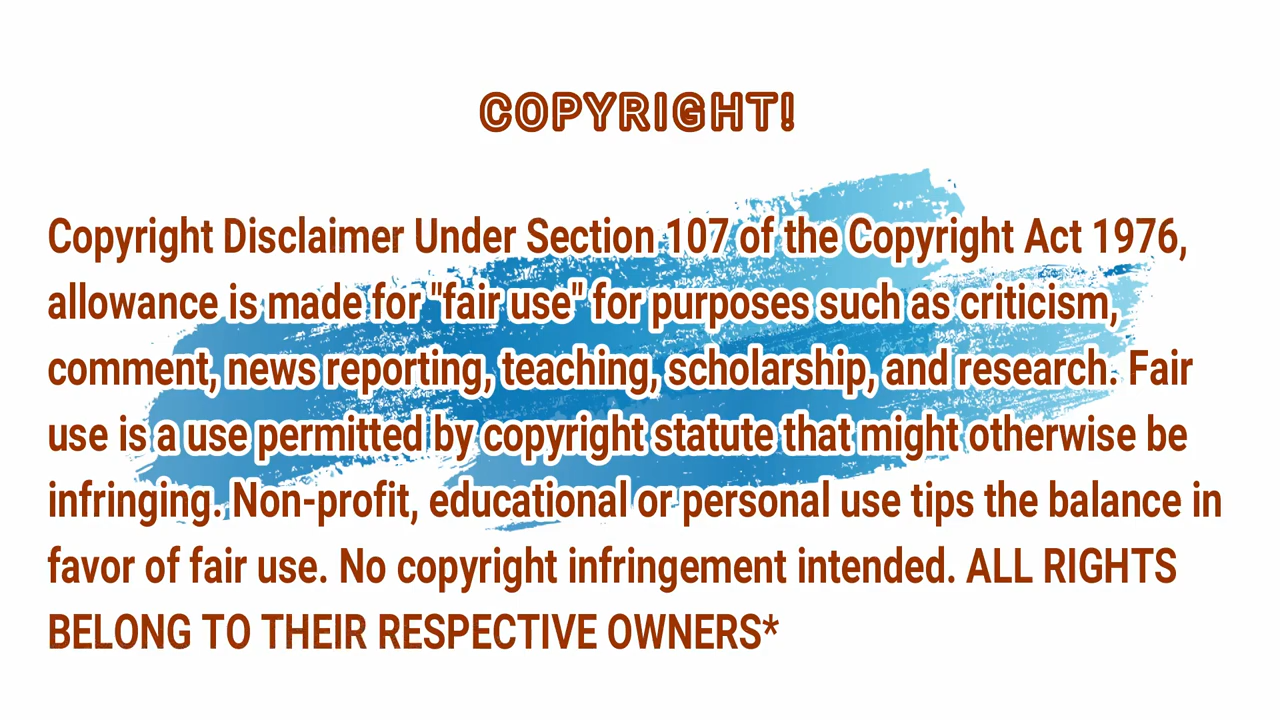 COPYRIGHT!
Copyright Disclaimer Under Section 107 of the Copyright Act 1976,
allowance is made for "fair use" for purposes such as criticism,
comment, news reporting, teaching, scholarship, and research. Fair
use is a use permitted by copyright statute that might otherwise be
infringing. Non-profit, educational or personal use tips the balance in
favor of fair use. No copyright infringement intended. ALL RIGHTS
BELONG TO THEIR RESPECTIVE OWNERS*